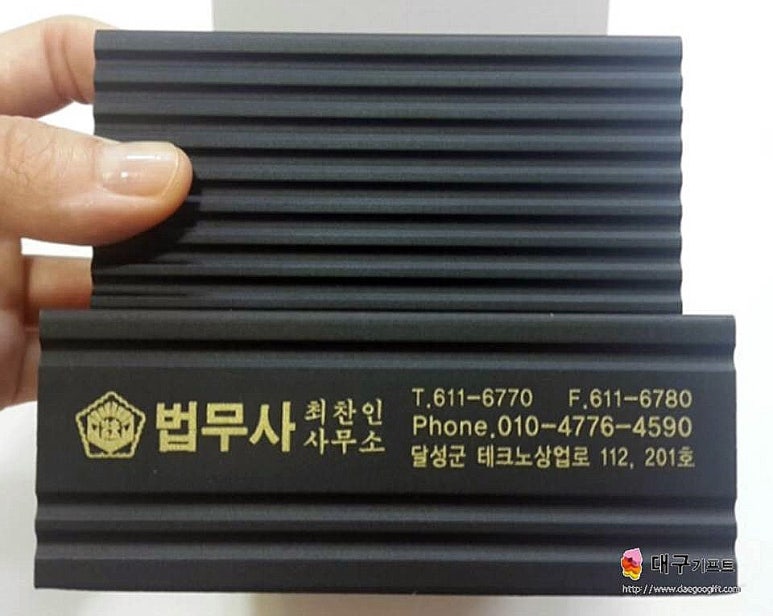 법무사 최찬인
사무소
T.611-6770 F.611-6780
Phone.010-4776-4590
달성군 테크노상업로 112, 201호
대구기프트
http://www.daegoogift.com